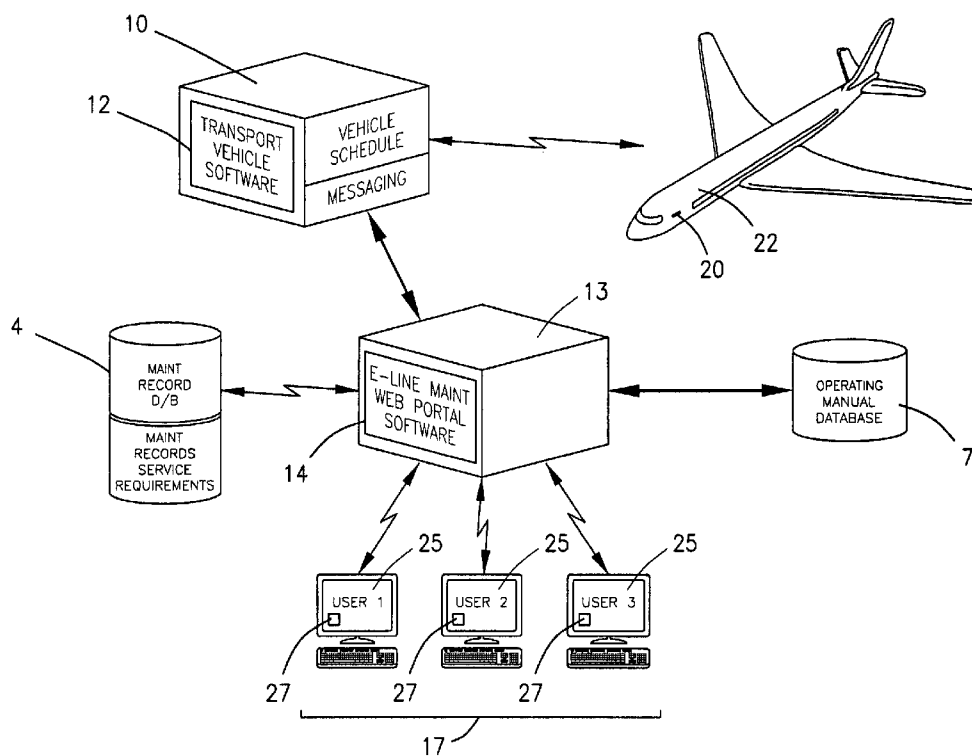 10
12
TRANSPORT
VEHICLE
SOFTWARE
VEHICLE
SCHEDULE
MESSAGING
22
20
4
MAINT
RECORD
D/B
MAINT
RECORDS
SERVICE
REQUIREMENTS
13
E-LINE MAINT
WEB PORTAL
SOFTWARE
14
OPERATING
MANUAL
DATABASE
7
25
25
25
USER 1
USER 2
USER 3
27
27
27
17